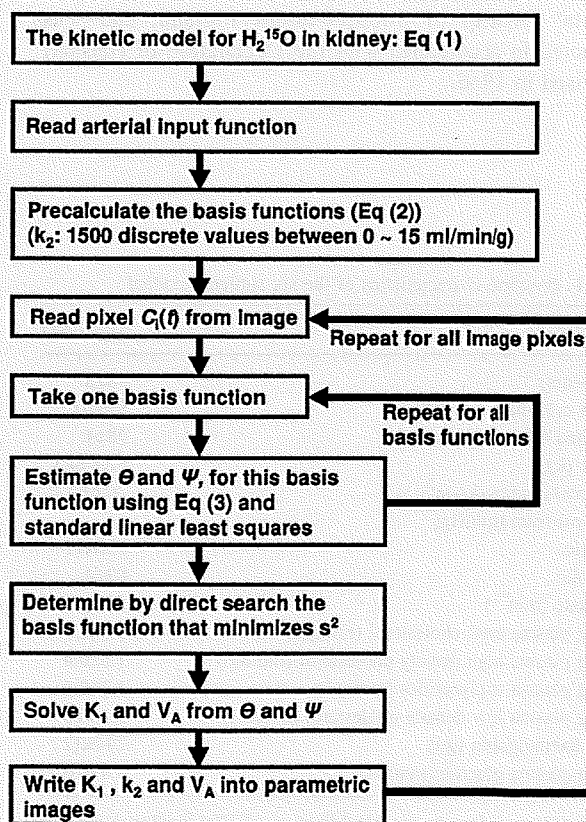 The kinetic model for H₂¹⁵O in kidney: Eq (1)
Read arterial input function
Precalculate the basis functions (Eq (2))
(k₂: 1500 discrete values between 0 ~ 15 ml/min/g)
Read pixel Cᵢ(t) from image
Repeat for all image pixels
Take one basis function
Repeat for all
basis functions
Estimate Θ and Ψ, for this basis
function using Eq (3) and
standard linear least squares
Determine by direct search the
basis function that minimizes s²
Solve K₁ and V_A from Θ and Ψ
Write K₁ , k₂ and V_A into parametric
images